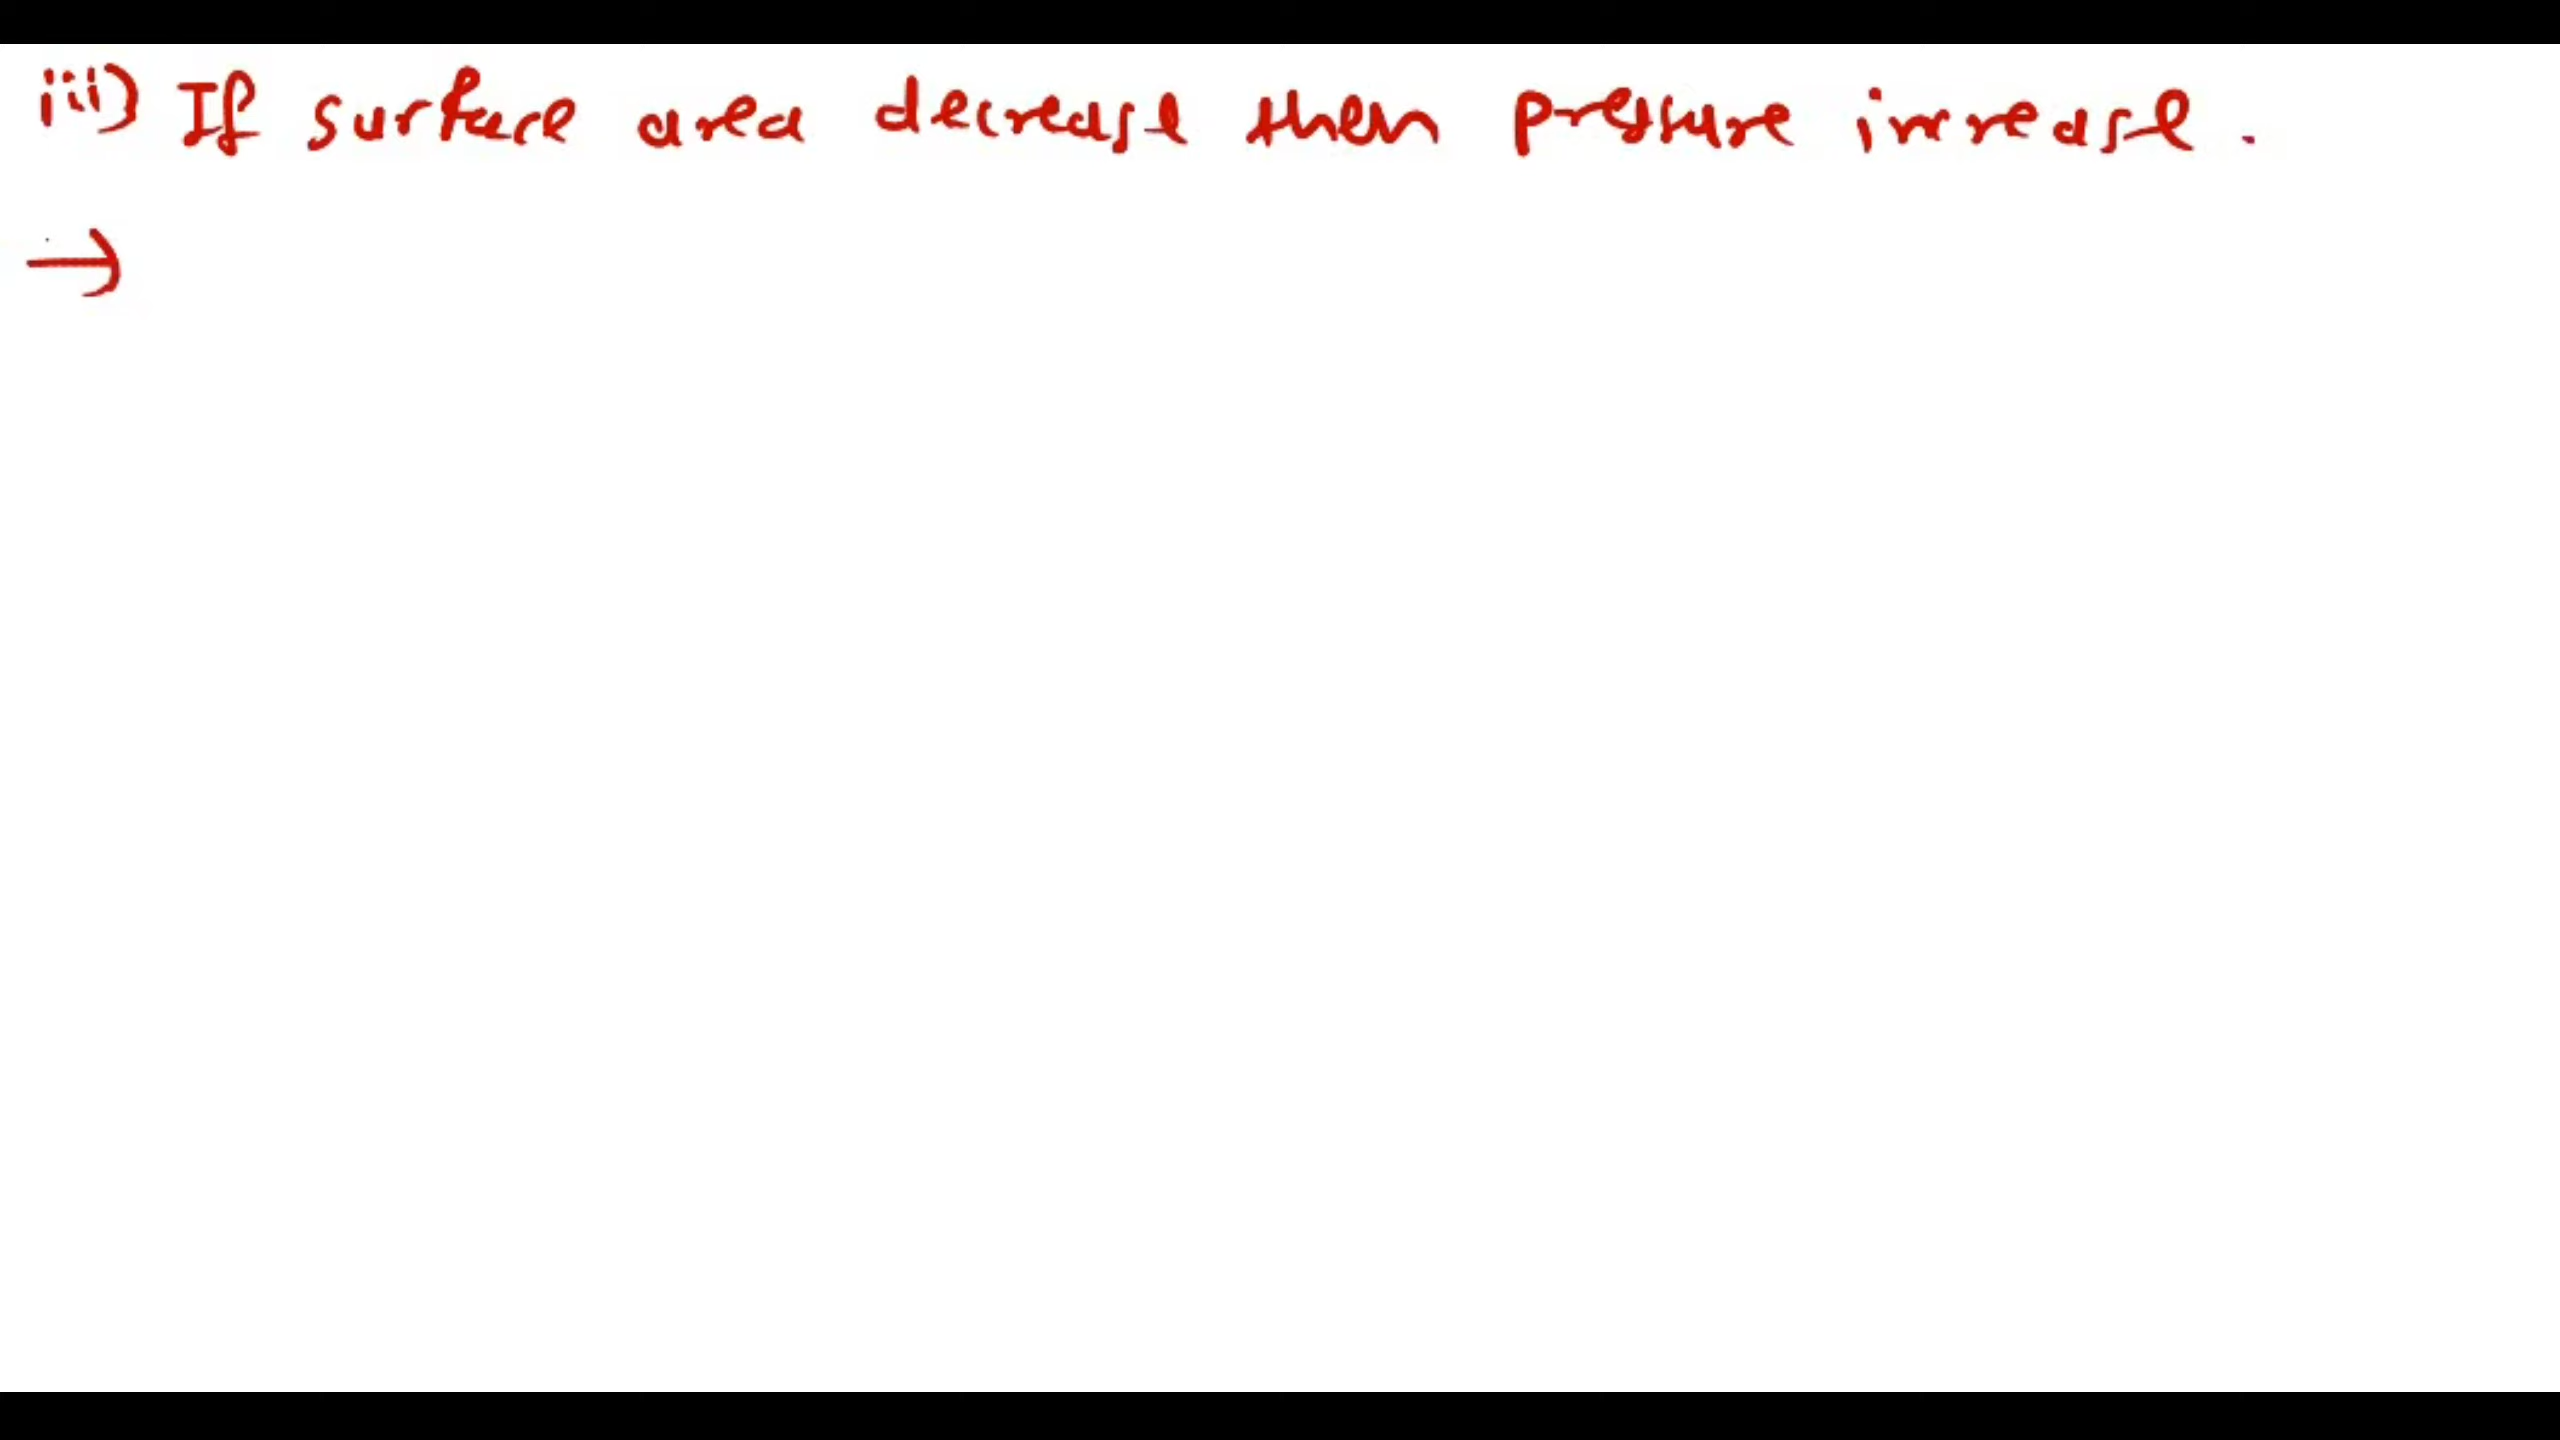 iii) If surface area decrease then pressure increase.
→